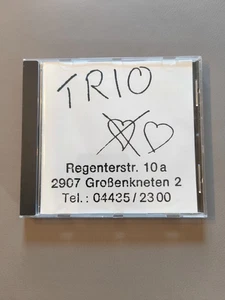 TRIO
Regenterstr. 10a
2907 Großenkneten 2
Tel.: 04435/2300